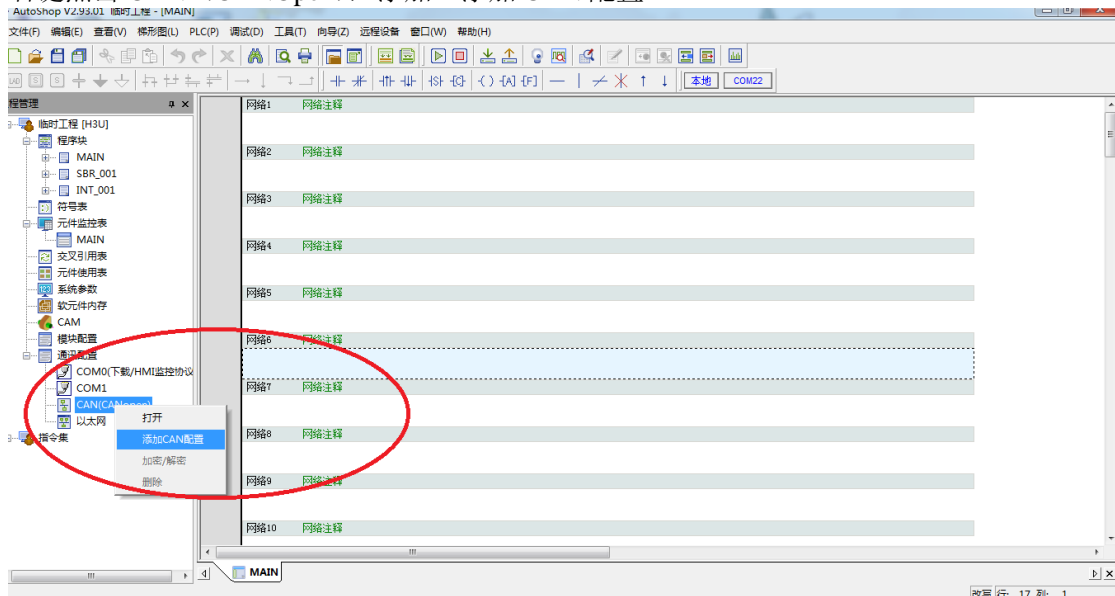 AutoShop V2.93.01 临时工程 - [MAIN]
文件(F) 编辑(E) 查看(V) 梯形图(L) PLC(P) 调试(D) 工具(T) 向导(Z) 远程设备 窗口(W) 帮助(H)
本地 COM22
程管理
临时工程 [H3U]
程序块
MAIN
SBR_001
INT_001
符号表
元件监控表
MAIN
交叉引用表
元件使用表
系统参数
软元件内存
CAM
模块配置
通讯配置
COM0(下载/HMI监控协议
COM1
CAN(CANopen)
以太网
指令集
打开
添加CAN配置
加密/解密
删除
网络1 网络注释
网络2 网络注释
网络3 网络注释
网络4 网络注释
网络5 网络注释
网络6 网络注释
网络7 网络注释
网络8 网络注释
网络9 网络注释
网络10 网络注释
MAIN
改写 行: 17 列: 1